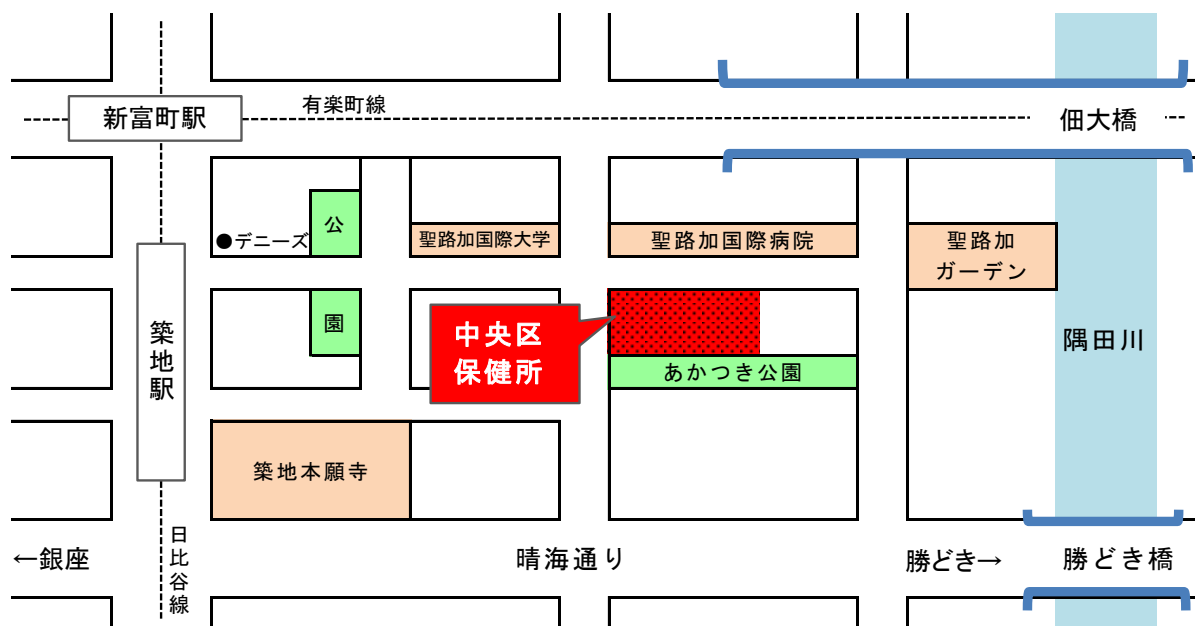 有楽町線
新富町駅
佃大橋
公
●デニーズ
聖路加国際大学
聖路加国際病院
聖路加
ガーデン
園
中央区
保健所
築地駅
隅田川
あかつき公園
築地本願寺
日比谷線
←銀座
晴海通り
勝どき→
勝どき橋